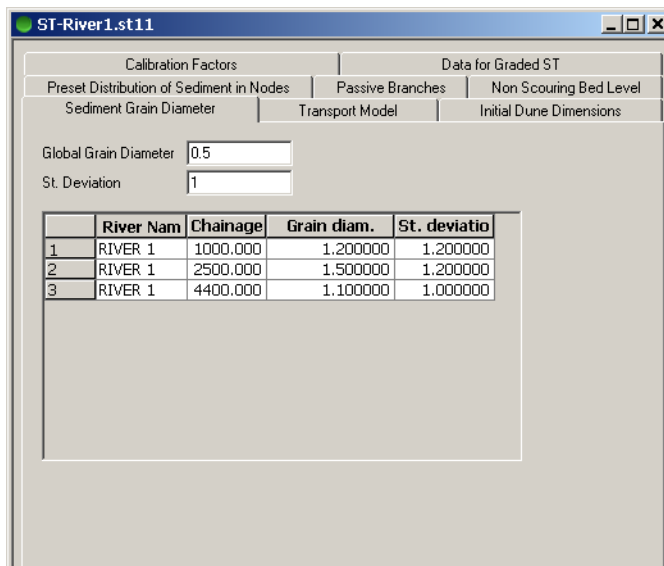 ST-River1.st11
Calibration Factors Data for Graded ST
Preset Distribution of Sediment in Nodes Passive Branches Non Scouring Bed Level
Sediment Grain Diameter Transport Model Initial Dune Dimensions
Global Grain Diameter 0.5
St. Deviation 1
River Nam Chainage Grain diam. St. deviatio
1 RIVER 1 1000.000 1.200000 1.200000
2 RIVER 1 2500.000 1.500000 1.200000
3 RIVER 1 4400.000 1.100000 1.000000